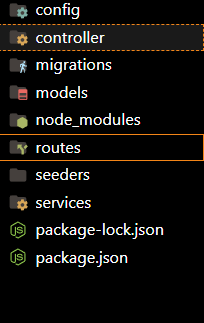 config
controller
migrations
models
node_modules
routes
seeders
services
package-lock.json
package.json